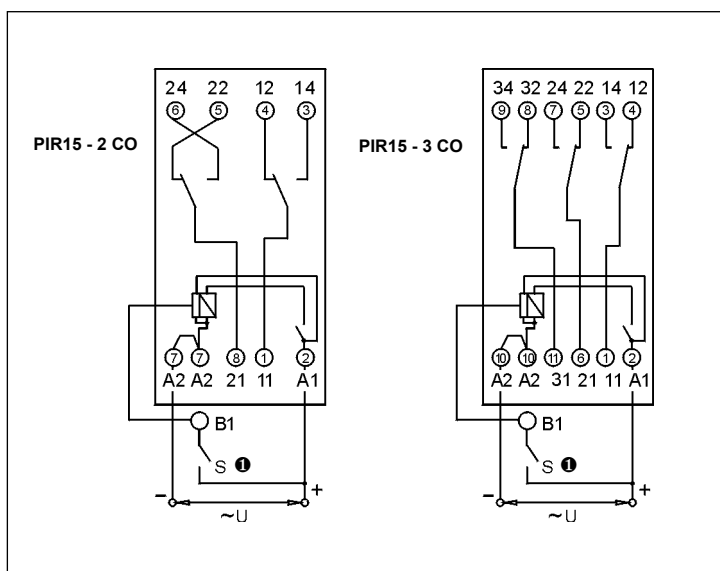 24 22 12 14
6 5 4 3
PIR15 - 2 CO
7 7 8 1 2
A2 A2 21 11 A1
B1
S ❶
− +
~U
34 32 24 22 14 12
9 8 7 5 3 4
PIR15 - 3 CO
10 10 11 6 1 2
A2 A2 31 21 11 A1
B1
S ❶
− +
~U